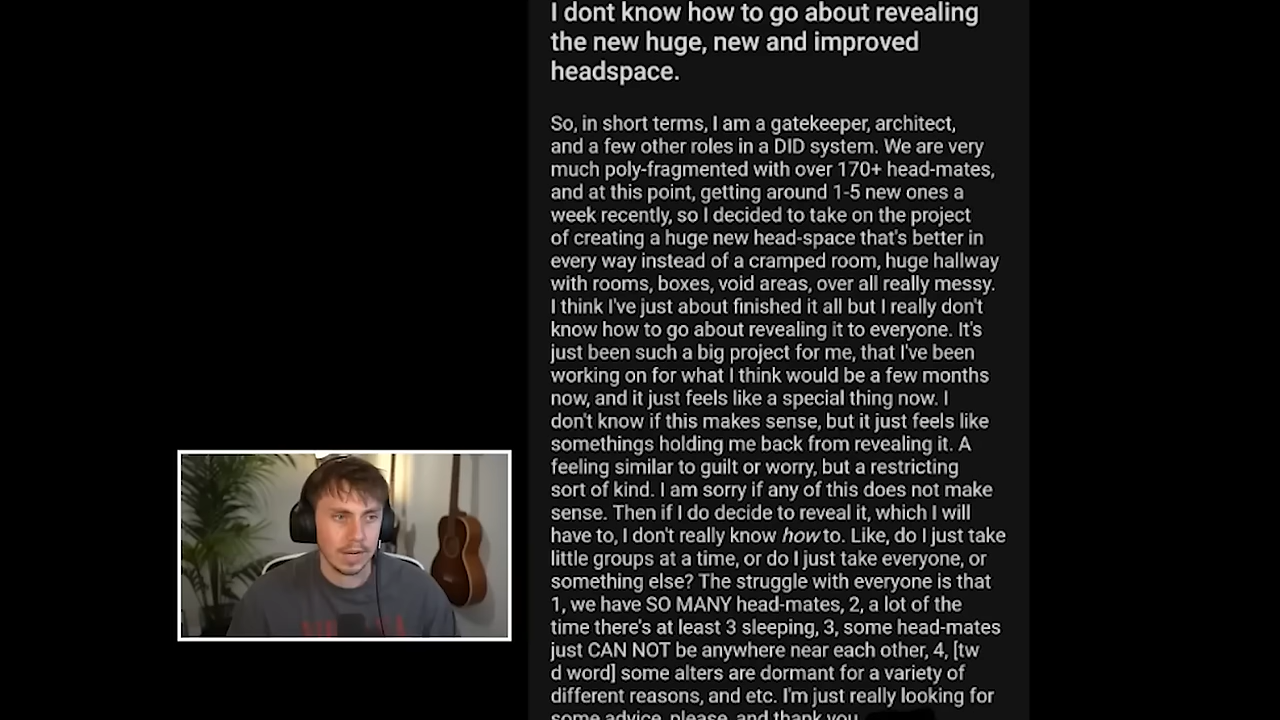 I dont know how to go about revealing
the new huge, new and improved
headspace.
So, in short terms, I am a gatekeeper, architect,
and a few other roles in a DID system. We are very
much poly-fragmented with over 170+ head-mates,
and at this point, getting around 1-5 new ones a
week recently, so I decided to take on the project
of creating a huge new head-space that's better in
every way instead of a cramped room, huge hallway
with rooms, boxes, void areas, over all really messy.
I think I've just about finished it all but I really don't
know how to go about revealing it to everyone. It's
just been such a big project for me, that I've been
working on for what I think would be a few months
now, and it just feels like a special thing now. I
don't know if this makes sense, but it just feels like
somethings holding me back from revealing it. A
feeling similar to guilt or worry, but a restricting
sort of kind. I am sorry if any of this does not make
sense. Then if I do decide to reveal it, which I will
have to, I don't really know how to. Like, do I just take
little groups at a time, or do I just take everyone, or
something else? The struggle with everyone is that
1, we have SO MANY head-mates, 2, a lot of the
time there's at least 3 sleeping, 3, some head-mates
just CAN NOT be anywhere near each other, 4, [tw
d word] some alters are dormant for a variety of
different reasons, and etc. I'm just really looking for
some advice, please, and thank you